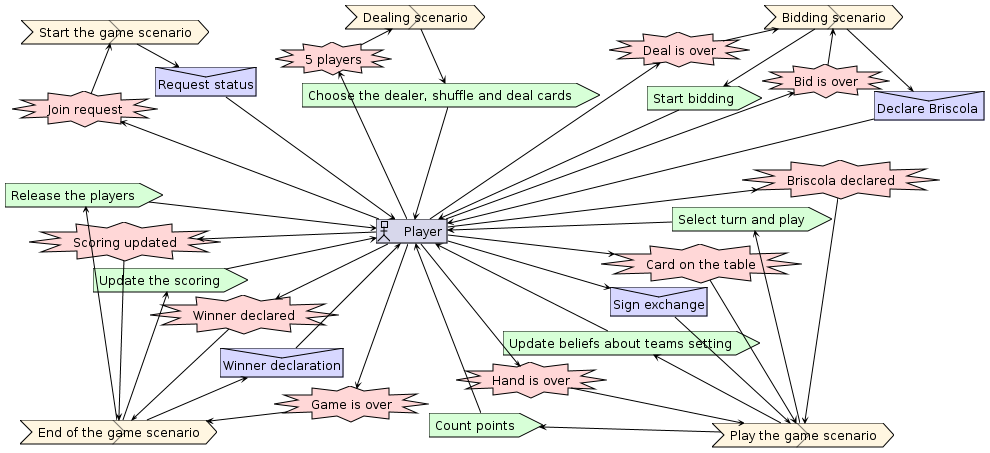 Dealing scenario
Bidding scenario
Start the game scenario
Deal is over
5 players
Bid is over
Request status
Choose the dealer, shuffle and deal cards
Start bidding
Join request
Declare Briscola
Briscola declared
Release the players
Select turn and play
Player
Scoring updated
Card on the table
Update the scoring
Sign exchange
Winner declared
Update beliefs about teams setting
Winner declaration
Hand is over
Game is over
Count points
End of the game scenario
Play the game scenario